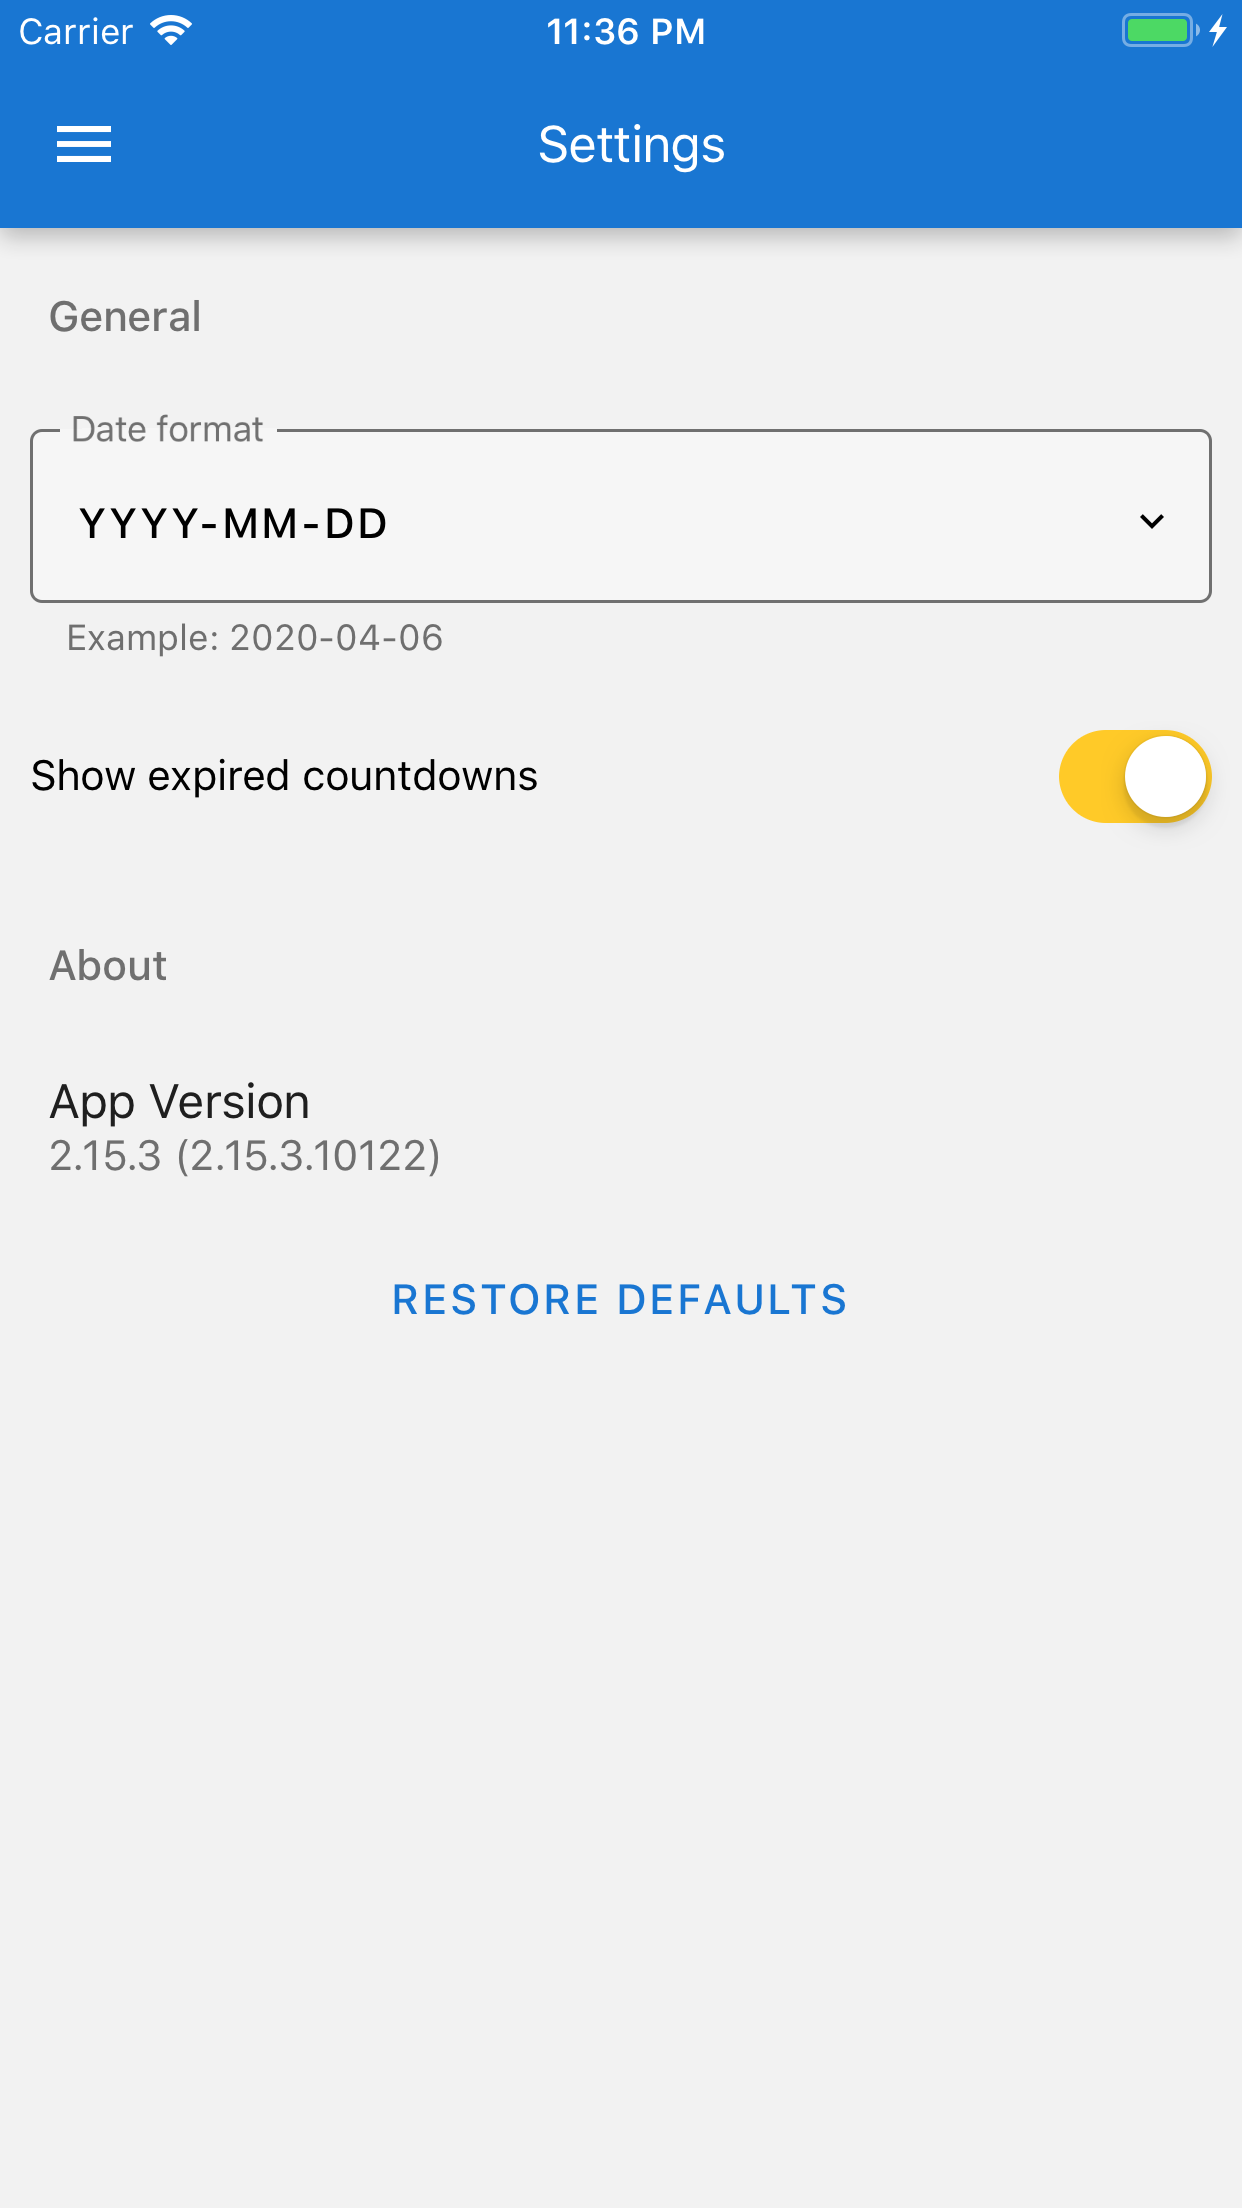 Carrier 11:36 PM
Settings
General
Date format
YYYY-MM-DD
Example: 2020-04-06
Show expired countdowns
About
App Version
2.15.3 (2.15.3.10122)
RESTORE DEFAULTS